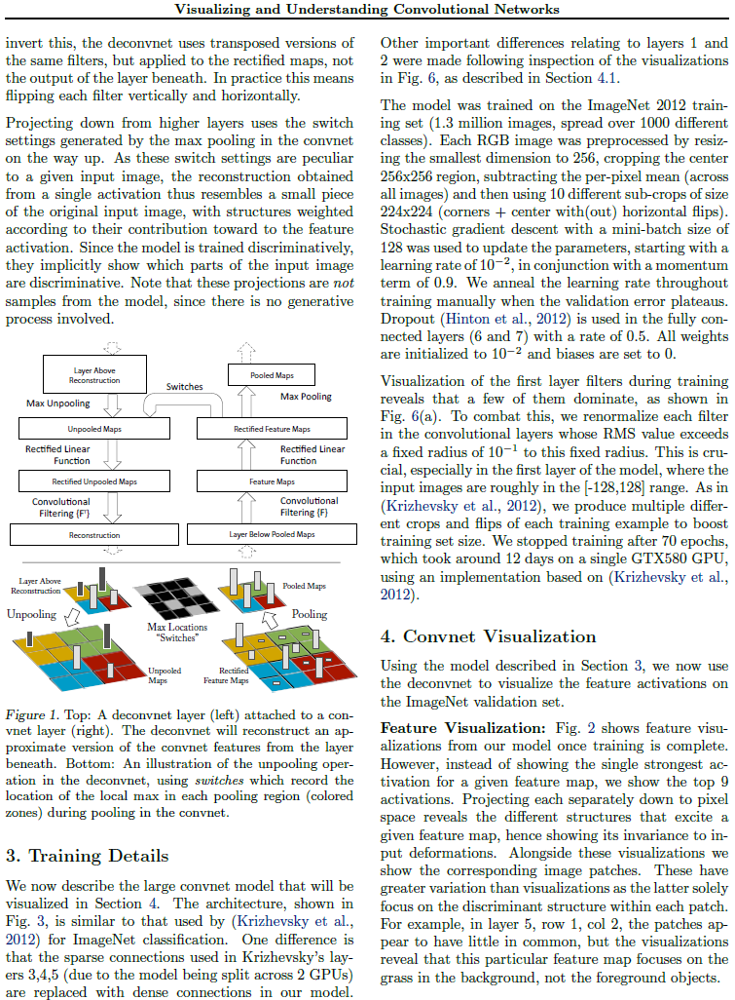 Visualizing and Understanding Convolutional Networks
invert this, the deconvnet uses transposed versions of
the same filters, but applied to the rectified maps, not
the output of the layer beneath. In practice this means
flipping each filter vertically and horizontally.
Projecting down from higher layers uses the switch
settings generated by the max pooling in the convnet
on the way up. As these switch settings are peculiar
to a given input image, the reconstruction obtained
from a single activation thus resembles a small piece
of the original input image, with structures weighted
according to their contribution toward to the feature
activation. Since the model is trained discriminatively,
they implicitly show which parts of the input image
are discriminative. Note that these projections are not
samples from the model, since there is no generative
process involved.
Layer Above
Reconstruction
Switches
Pooled Maps
Max Unpooling
Max Pooling
Unpooled Maps
Rectified Feature Maps
Rectified Linear
Function
Rectified Linear
Function
Rectified Unpooled Maps
Feature Maps
Convolutional
Filtering {F^T}
Convolutional
Filtering {F}
Reconstruction
Layer Below Pooled Maps
Layer Above
Reconstruction
Pooled Maps
Unpooling
Max Locations
"Switches"
Pooling
Unpooled
Maps
Rectified
Feature Maps
Figure 1. Top: A deconvnet layer (left) attached to a con-
vnet layer (right). The deconvnet will reconstruct an ap-
proximate version of the convnet features from the layer
beneath. Bottom: An illustration of the unpooling oper-
ation in the deconvnet, using switches which record the
location of the local max in each pooling region (colored
zones) during pooling in the convnet.
3. Training Details
We now describe the large convnet model that will be
visualized in Section 4. The architecture, shown in
Fig. 3, is similar to that used by (Krizhevsky et al.,
2012) for ImageNet classification. One difference is
that the sparse connections used in Krizhevsky's lay-
ers 3,4,5 (due to the model being split across 2 GPUs)
are replaced with dense connections in our model.
Other important differences relating to layers 1 and
2 were made following inspection of the visualizations
in Fig. 6, as described in Section 4.1.
The model was trained on the ImageNet 2012 train-
ing set (1.3 million images, spread over 1000 different
classes). Each RGB image was preprocessed by resiz-
ing the smallest dimension to 256, cropping the center
256x256 region, subtracting the per-pixel mean (across
all images) and then using 10 different sub-crops of size
224x224 (corners + center with(out) horizontal flips).
Stochastic gradient descent with a mini-batch size of
128 was used to update the parameters, starting with a
learning rate of 10⁻², in conjunction with a momentum
term of 0.9. We anneal the learning rate throughout
training manually when the validation error plateaus.
Dropout (Hinton et al., 2012) is used in the fully con-
nected layers (6 and 7) with a rate of 0.5. All weights
are initialized to 10⁻² and biases are set to 0.
Visualization of the first layer filters during training
reveals that a few of them dominate, as shown in
Fig. 6(a). To combat this, we renormalize each filter
in the convolutional layers whose RMS value exceeds
a fixed radius of 10⁻¹ to this fixed radius. This is cru-
cial, especially in the first layer of the model, where the
input images are roughly in the [-128,128] range. As in
(Krizhevsky et al., 2012), we produce multiple differ-
ent crops and flips of each training example to boost
training set size. We stopped training after 70 epochs,
which took around 12 days on a single GTX580 GPU,
using an implementation based on (Krizhevsky et al.,
2012).
4. Convnet Visualization
Using the model described in Section 3, we now use
the deconvnet to visualize the feature activations on
the ImageNet validation set.
Feature Visualization: Fig. 2 shows feature visu-
alizations from our model once training is complete.
However, instead of showing the single strongest ac-
tivation for a given feature map, we show the top 9
activations. Projecting each separately down to pixel
space reveals the different structures that excite a
given feature map, hence showing its invariance to in-
put deformations. Alongside these visualizations we
show the corresponding image patches. These have
greater variation than visualizations as the latter solely
focus on the discriminant structure within each patch.
For example, in layer 5, row 1, col 2, the patches ap-
pear to have little in common, but the visualizations
reveal that this particular feature map focuses on the
grass in the background, not the foreground objects.